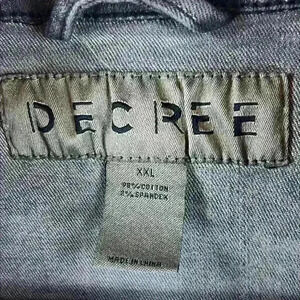 DECREE
XXL
98% COTTON
2% SPANDEX
MADE IN CHINA